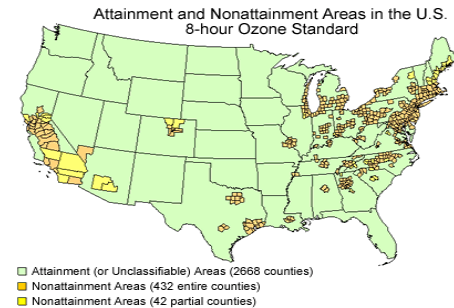 Attainment and Nonattainment Areas in the U.S.
8-hour Ozone Standard
Attainment (or Unclassifiable) Areas (2668 counties)
Nonattainment Areas (432 entire counties)
Nonattainment Areas (42 partial counties)